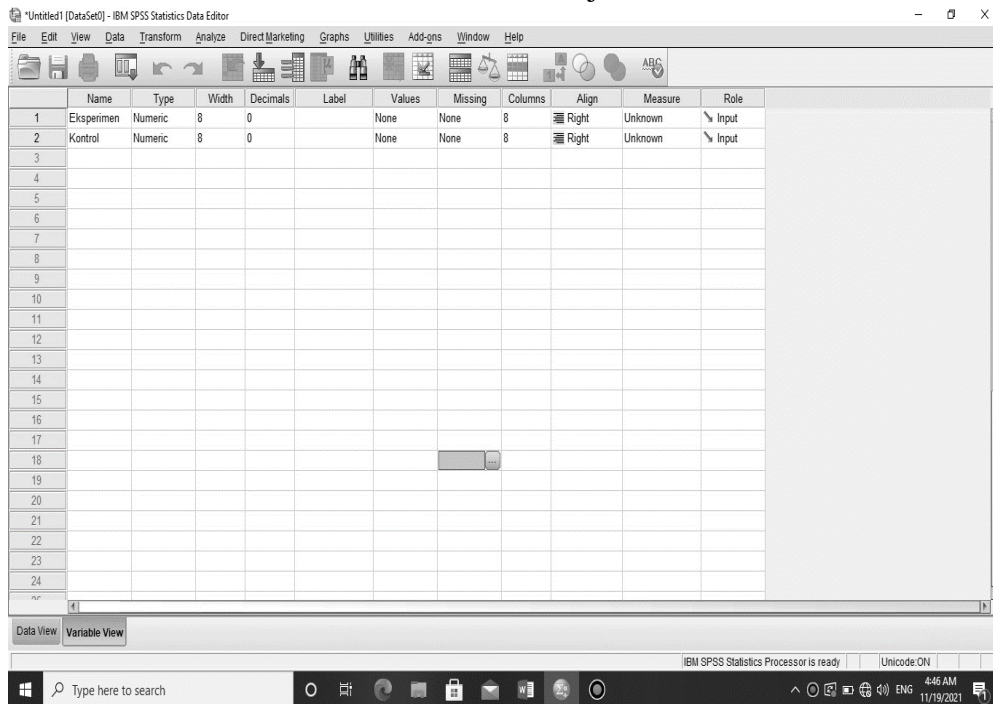 *Untitled1 [DataSet0] - IBM SPSS Statistics Data Editor
File Edit View Data Transform Analyze Direct Marketing Graphs Utilities Add-ons Window Help
Name Type Width Decimals Label Values Missing Columns Align Measure Role
1 Eksperimen Numeric 8 0 None None 8 Right Unknown Input
2 Kontrol Numeric 8 0 None None 8 Right Unknown Input
3
4
5
6
7
8
9
10
11
12
13
14
15
16
17
18 ...
19
20
21
22
23
24
Data View Variable View
IBM SPSS Statistics Processor is ready Unicode:ON
Type here to search ENG 4:46 AM
11/19/2021